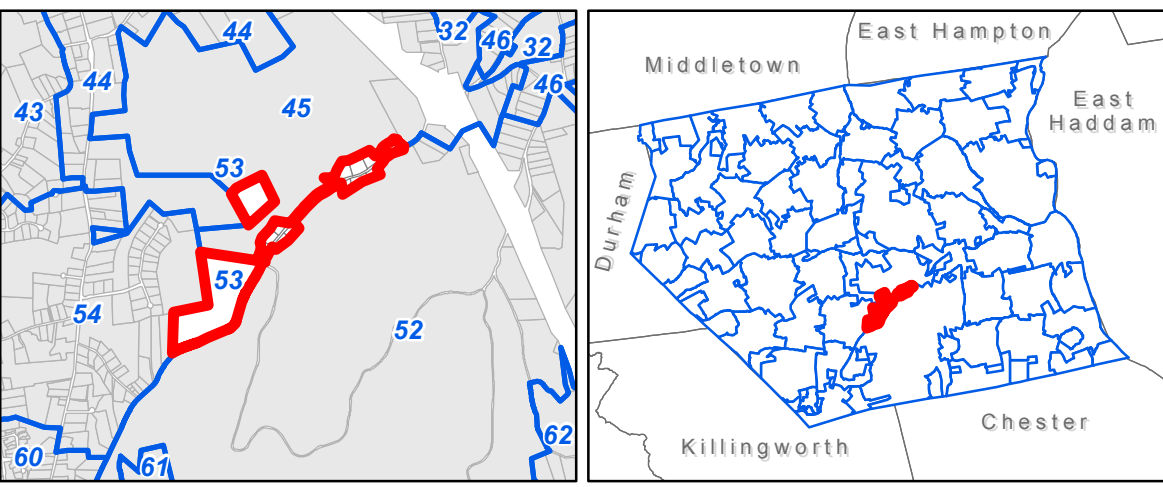 44
32
46
32
44
46
43
45
53
53
54
52
60
61
62
East Hampton
Middletown
East
Haddam
Durham
Chester
Killingworth